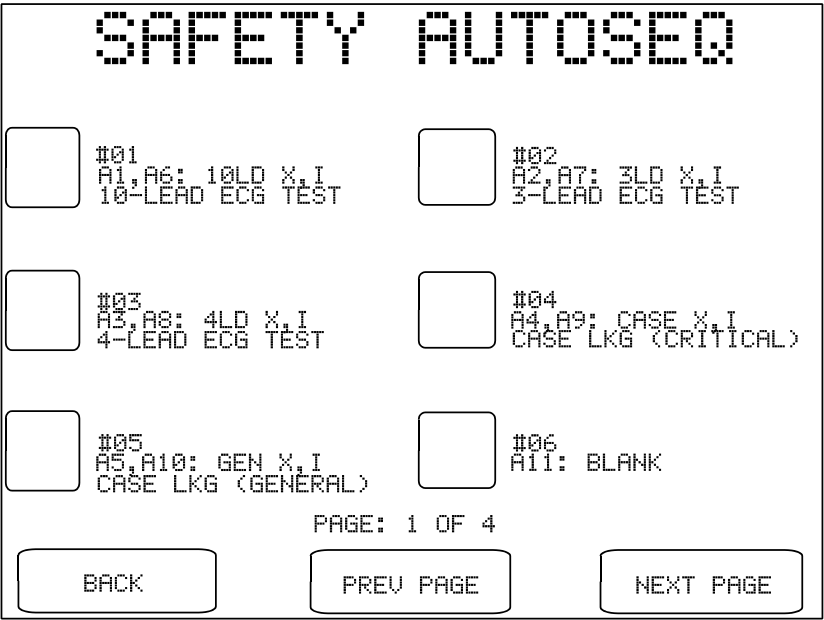 SAFETY AUTOSEQ
#01
A1,A6: 10LD X,I
10-LEAD ECG TEST
#02
A2,A7: 3LD X,I
3-LEAD ECG TEST
#03
A3,A8: 4LD X,I
4-LEAD ECG TEST
#04
A4,A9: CASE X,I
CASE LKG (CRITICAL)
#05
A5,A10: GEN X,I
CASE LKG (GENERAL)
#06
A11: BLANK
PAGE: 1 OF 4
BACK
PREV PAGE
NEXT PAGE